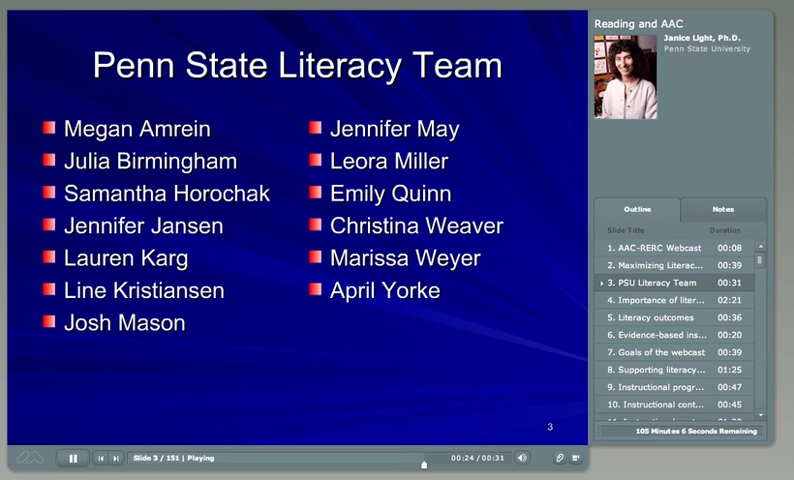 Penn State Literacy Team
Megan Amrein
Julia Birmingham
Samantha Horochak
Jennifer Jansen
Lauren Karg
Line Kristiansen
Josh Mason
Jennifer May
Leora Miller
Emily Quinn
Christina Weaver
Marissa Weyer
April Yorke
3
Slide 3 / 151 | Playing
00:24 / 00:31
Reading and AAC
Janice Light, Ph.D.
Penn State University
Outline Notes
Slide Title Duration
1. AAC-RERC Webcast 00:08
2. Maximizing Literac... 00:39
3. PSU Literacy Team 00:31
4. Importance of liter... 02:21
5. Literacy outcomes 00:36
6. Evidence-based ins... 00:20
7. Goals of the webcast 00:39
8. Supporting literacy... 01:25
9. Instructional progr... 00:47
10. Instructional cont... 00:45
105 Minutes 6 Seconds Remaining